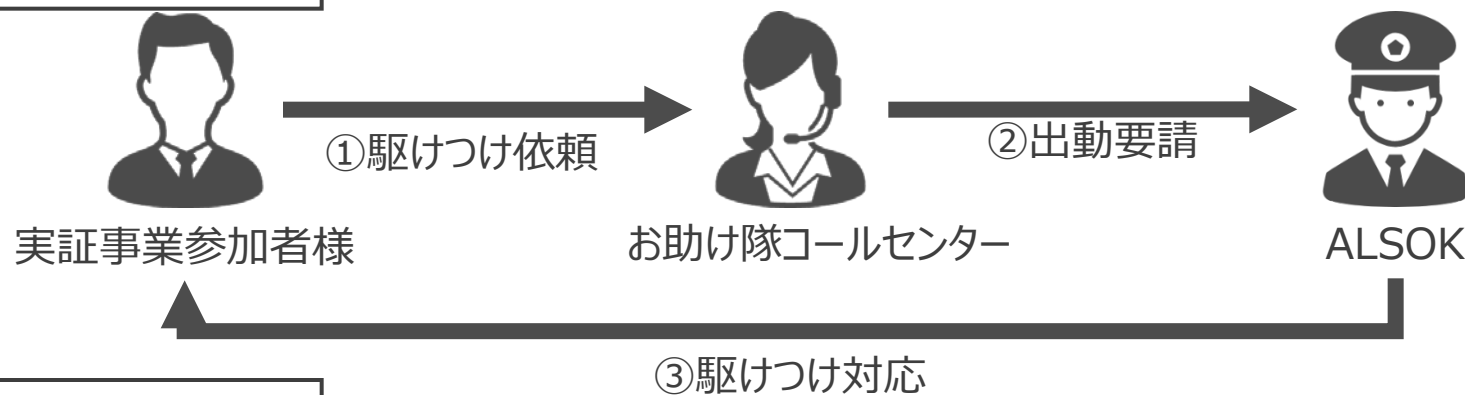 ①駆けつけ依頼
②出動要請
実証事業参加者様
お助け隊コールセンター
ALSOK
③駆けつけ対応